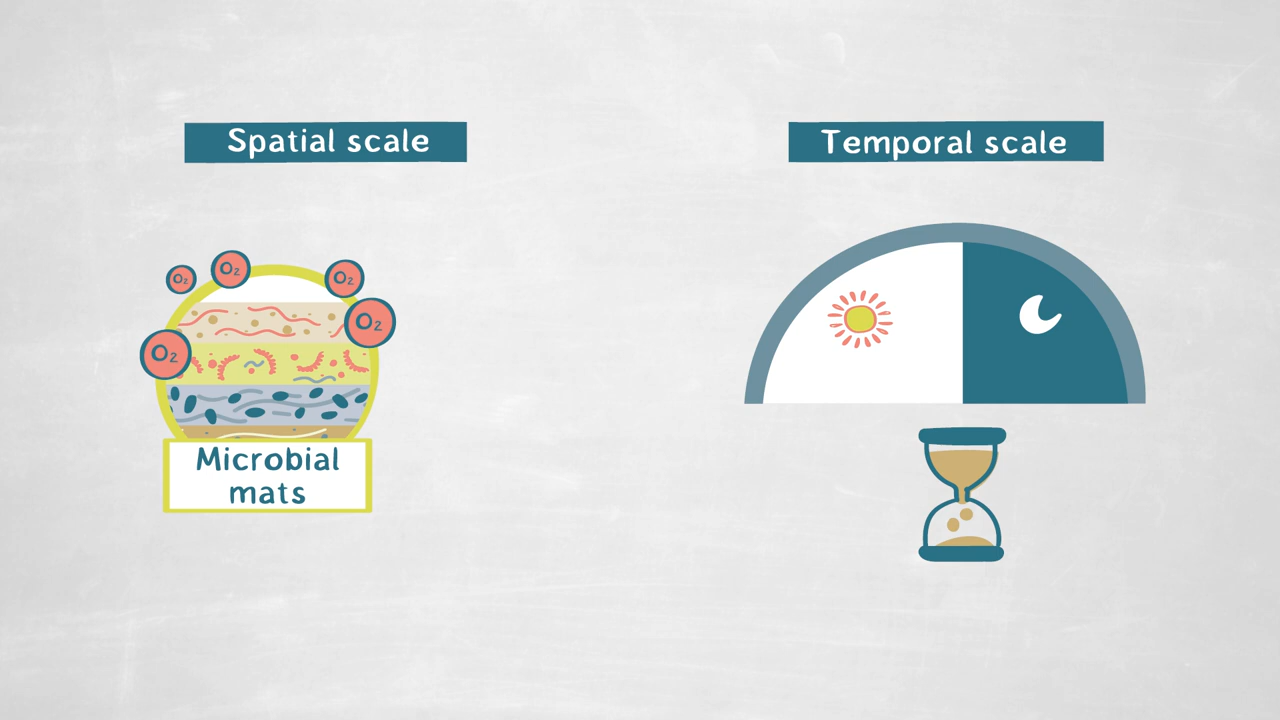 Spatial scale
Temporal scale
O₂
O₂
O₂
O₂
O₂
Microbial
mats